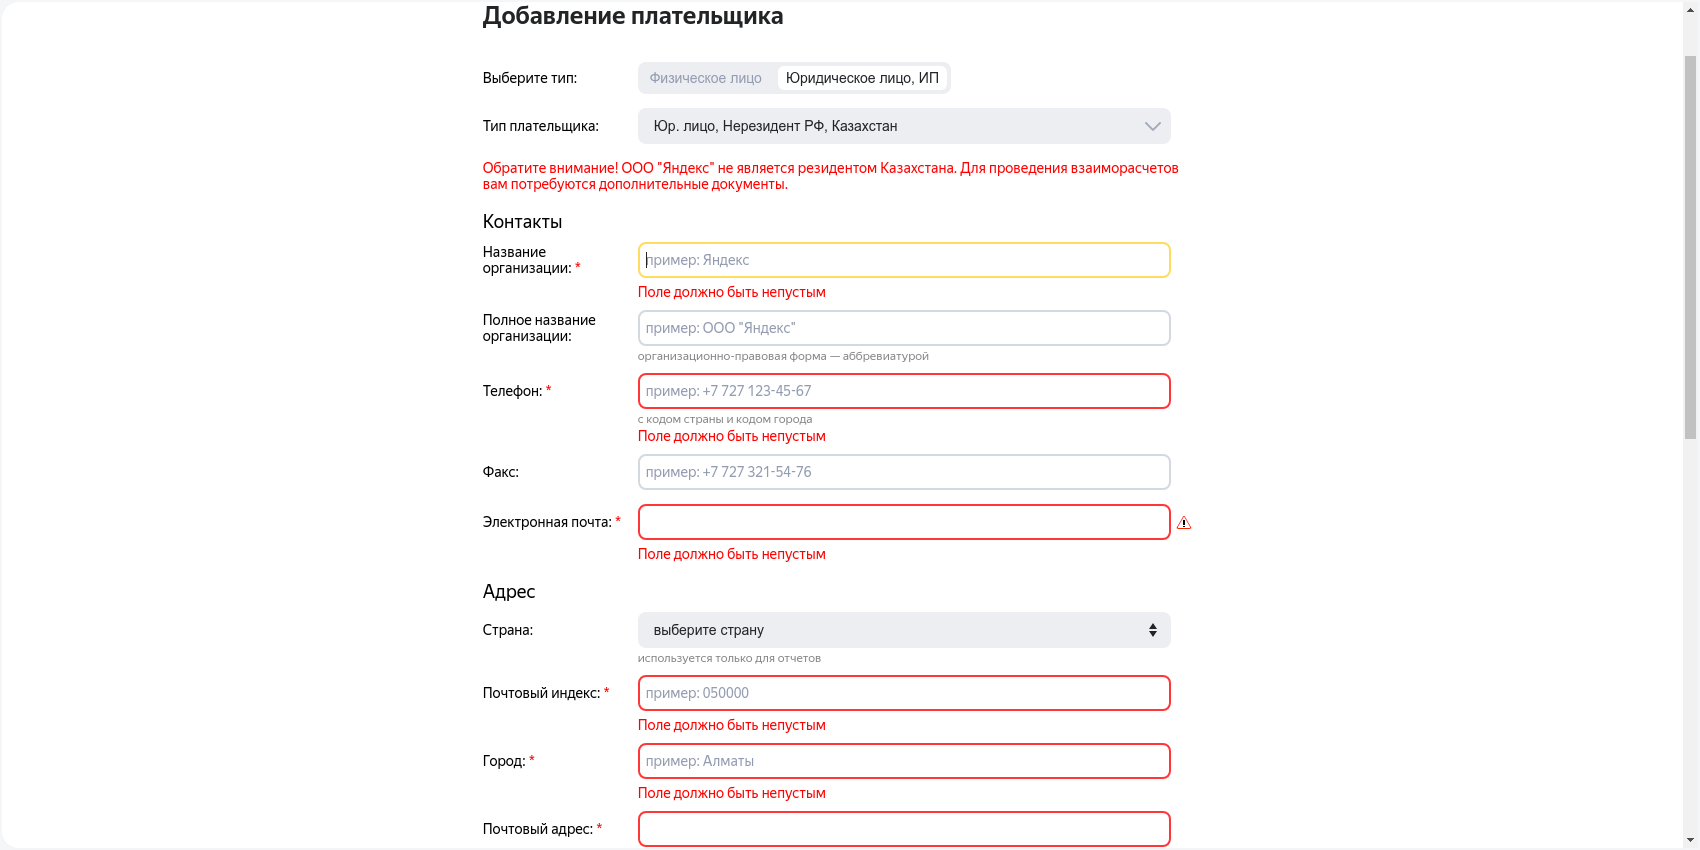 Добавление плательщика
Выберите тип:
Физическое лицо
Юридическое лицо, ИП
Тип плательщика:
Юр. лицо, Нерезидент РФ, Казахстан
Обратите внимание! ООО "Яндекс" не является резидентом Казахстана. Для проведения взаиморасчетов
вам потребуются дополнительные документы.
Контакты
Название
организации: *
пример: Яндекс
Поле должно быть непустым
Полное название
организации:
пример: ООО "Яндекс"
организационно-правовая форма — аббревиатурой
Телефон: *
пример: +7 727 123-45-67
с кодом страны и кодом города
Поле должно быть непустым
Факс:
пример: +7 727 321-54-76
Электронная почта: *
Поле должно быть непустым
Адрес
Страна:
выберите страну
используется только для отчетов
Почтовый индекс: *
пример: 050000
Поле должно быть непустым
Город: *
пример: Алматы
Поле должно быть непустым
Почтовый адрес: *